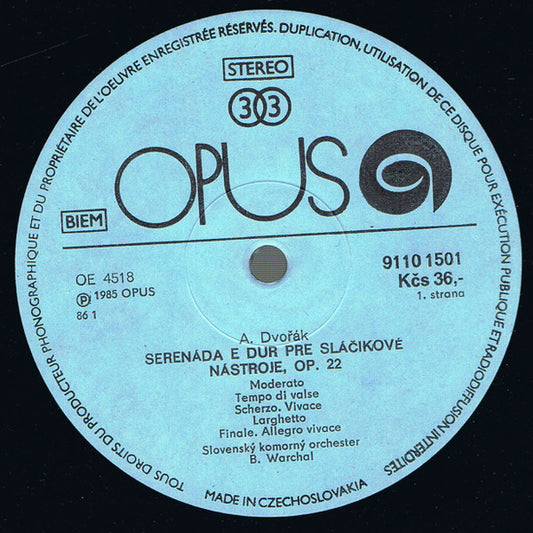 TOUS DROITS DU PRODUCTEUR PHONOGRAPHIQUE ET DU PROPRIÉTAIRE DE L'OEUVRE ENREGISTRÉE RÉSERVÉS. DUPLICATION, UTILISATION DE CE DISQUE POUR EXÉCUTION PUBLIQUE ET RADIODIFFUSION INTERDITES
STEREO
33
OPUS
BIEM
OE 4518
9110 1501
Ⓟ 1985 OPUS
Kčs 36,-
86 1
1. strana
A. Dvořák
SERENÁDA E DUR PRE SLÁČIKOVÉ
NÁSTROJE, OP. 22
Moderato
Tempo di valse
Scherzo. Vivace
Larghetto
Finale. Allegro vivace
Slovenský komorný orchester
B. Warchal
MADE IN CZECHOSLOVAKIA